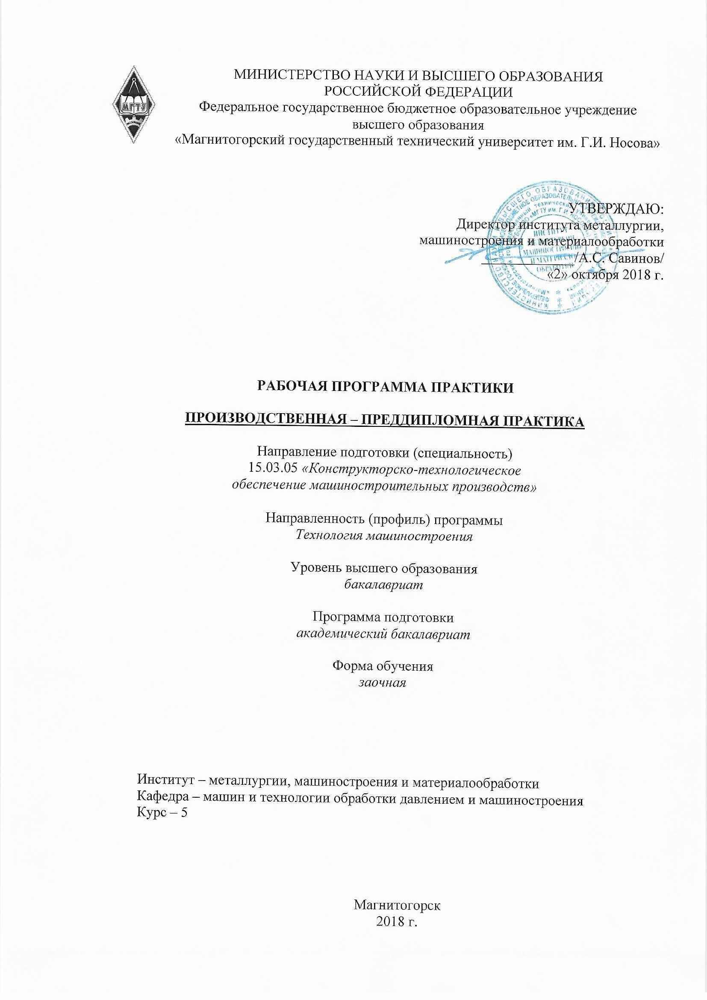 МИНИСТЕРСТВО НАУКИ И ВЫСШЕГО ОБРАЗОВАНИЯ
РОССИЙСКОЙ ФЕДЕРАЦИИ
Федеральное государственное бюджетное образовательное учреждение
высшего образования
«Магнитогорский государственный технический университет им. Г.И. Носова»
МГТУ
УТВЕРЖДАЮ:
Директор института металлургии,
машиностроения и материалообработки
/А.С. Савинов/
«2» октября 2018 г.
ИНСТИТУТ
МАШИНОСТРОЕНИЯ
РАБОЧАЯ ПРОГРАММА ПРАКТИКИ
ПРОИЗВОДСТВЕННАЯ – ПРЕДДИПЛОМНАЯ ПРАКТИКА
Направление подготовки (специальность)
15.03.05 «Конструкторско-технологическое
обеспечение машиностроительных производств»
Направленность (профиль) программы
Технология машиностроения
Уровень высшего образования
бакалавриат
Программа подготовки
академический бакалавриат
Форма обучения
заочная
Институт – металлургии, машиностроения и материалообработки
Кафедра – машин и технологии обработки давлением и машиностроения
Курс – 5
Магнитогорск
2018 г.